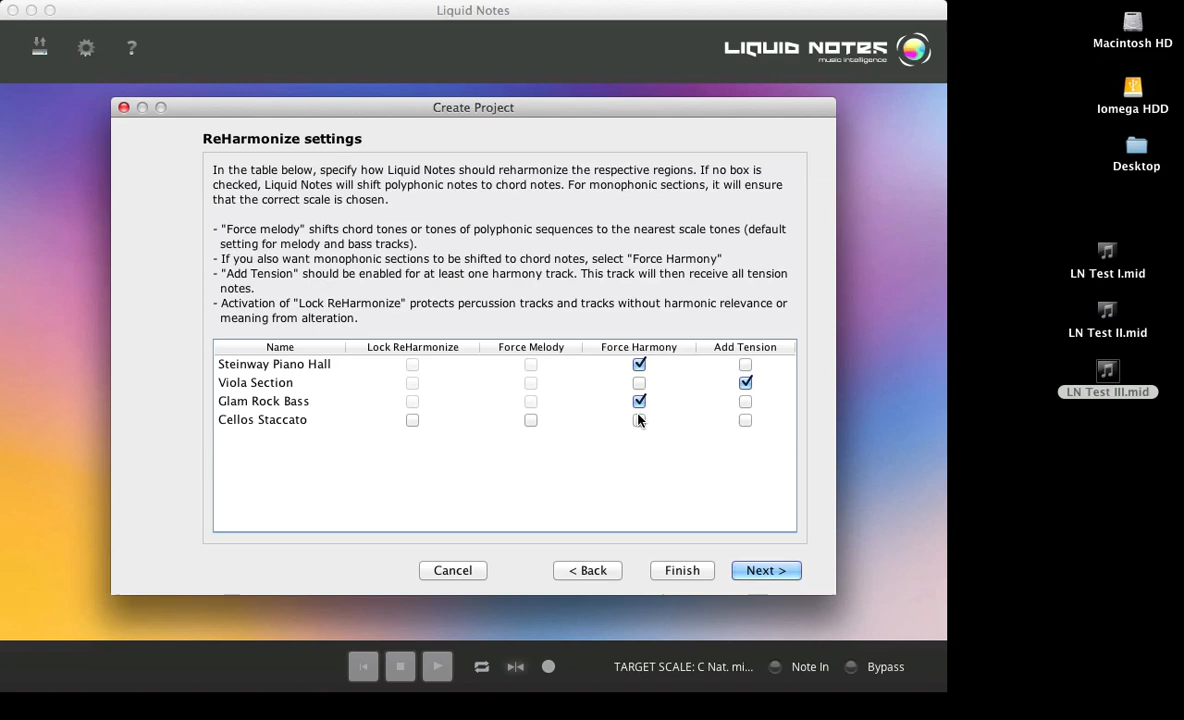 Liquid Notes
?
LIQUID NOTES
music intelligence
Macintosh HD
Iomega HDD
Desktop
LN Test I.mid
LN Test II.mid
LN Test III.mid
Create Project
ReHarmonize settings
In the table below, specify how Liquid Notes should reharmonize the respective regions. If no box is
checked, Liquid Notes will shift polyphonic notes to chord notes. For monophonic sections, it will ensure
that the correct scale is chosen.
- "Force melody" shifts chord tones or tones of polyphonic sequences to the nearest scale tones (default
setting for melody and bass tracks).
- If you also want monophonic sections to be shifted to chord notes, select "Force Harmony"
- "Add Tension" should be enabled for at least one harmony track. This track will then receive all tension
notes.
- Activation of "Lock ReHarmonize" protects percussion tracks and tracks without harmonic relevance or
meaning from alteration.
Name Lock ReHarmonize Force Melody Force Harmony Add Tension
Steinway Piano Hall
Viola Section
Glam Rock Bass
Cellos Staccato
Cancel < Back Finish Next >
TARGET SCALE: C Nat. mi... Note In Bypass